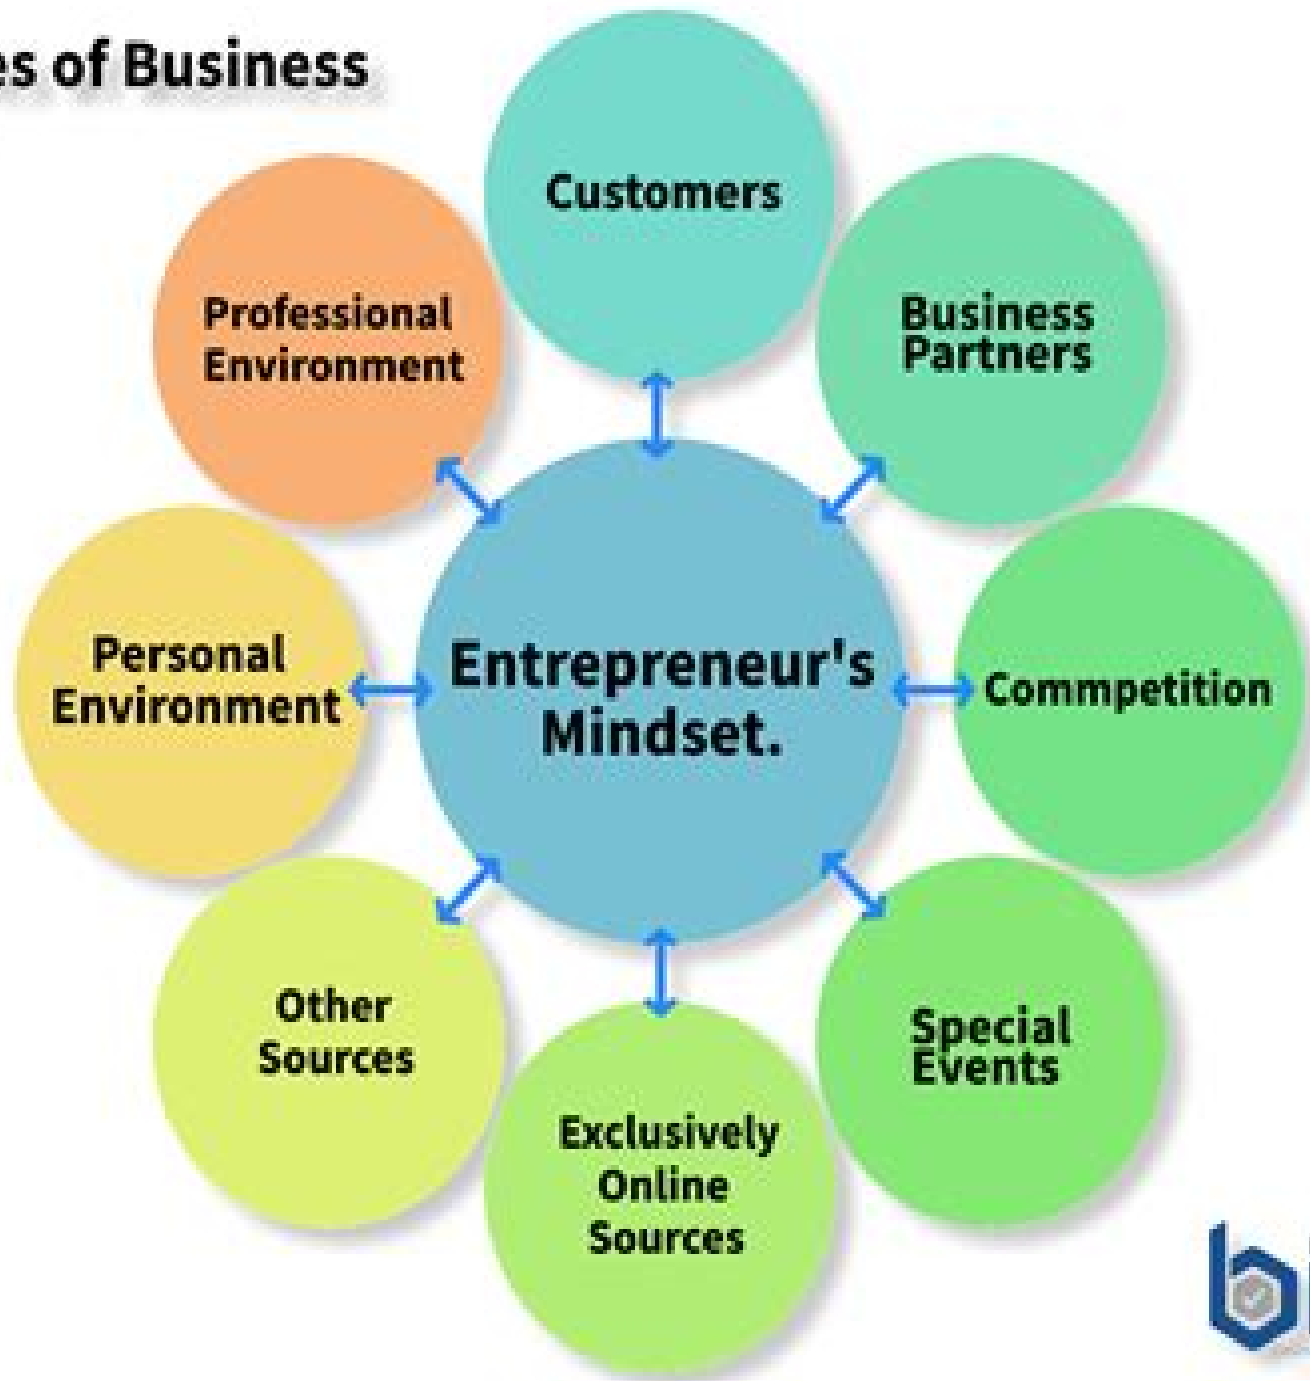 es of Business
Customers
Professional
Environment
Business
Partners
Personal
Environment
Entrepreneur's
Mindset.
Commpetition
Other
Sources
Special
Events
Exclusively
Online
Sources
b